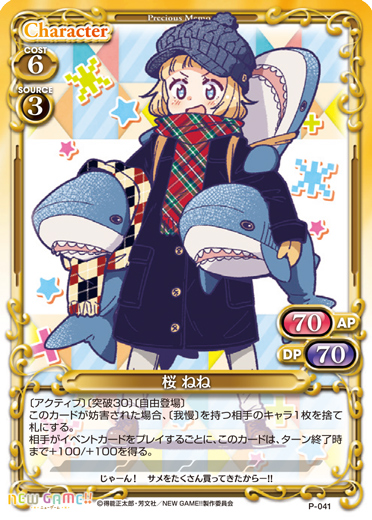 Precious Memories
Character
COST
6
SOURCE
3
70 AP
DP 70
桜 ねね
〔アクティブ〕〔突破30〕〔自由登場〕
このカードが妨害された場合、〔我慢〕を持つ相手のキャラ1枚を捨て
札にする。
相手がイベントカードをプレイするごとに、このカードは、ターン終了時
まで+100/+100を得る。
じゃーん! サメをたくさん買ってきたからー!!
NEW GAME!!
ニューゲーム
©得能正太郎・芳文社/NEW GAME!!製作委員会
P-041